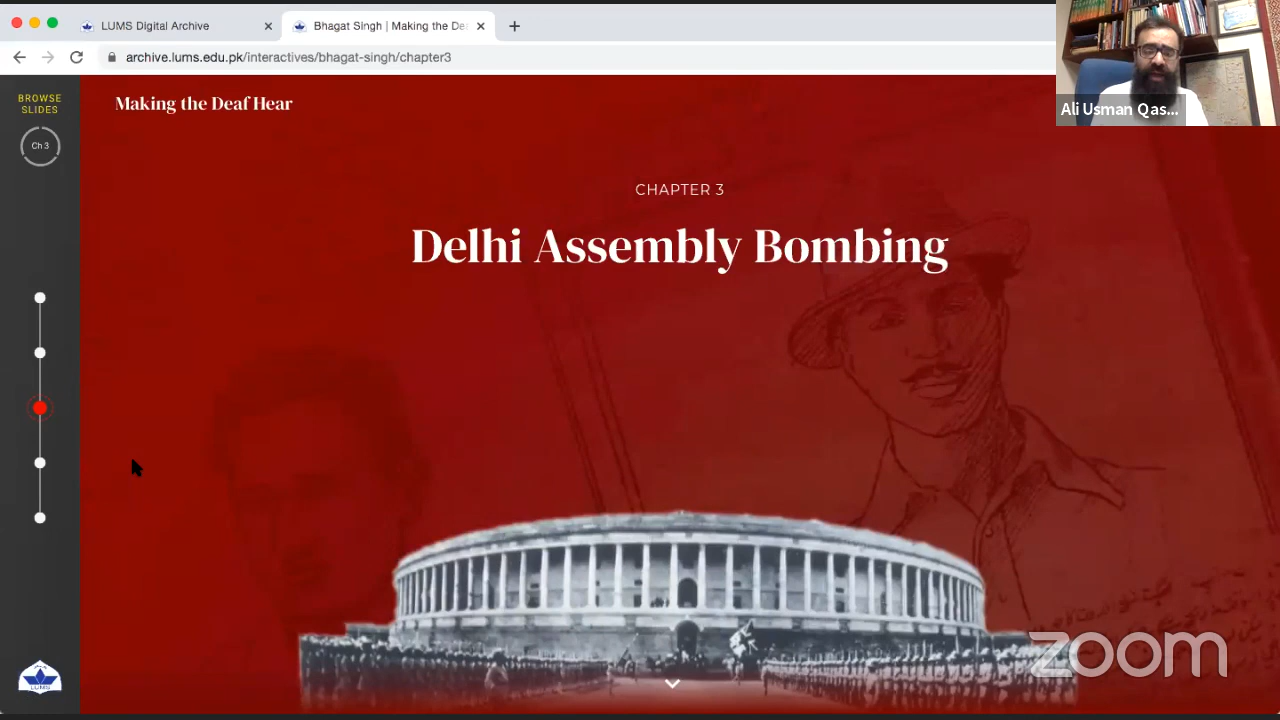 LUMS Digital Archive
Bhagat Singh | Making the De
archive.lums.edu.pk/interactives/bhagat-singh/chapter3
Ali Usman Qas...
BROWSE
SLIDES
Ch 3
Making the Deaf Hear
CHAPTER 3
Delhi Assembly Bombing
zoom
LUMS